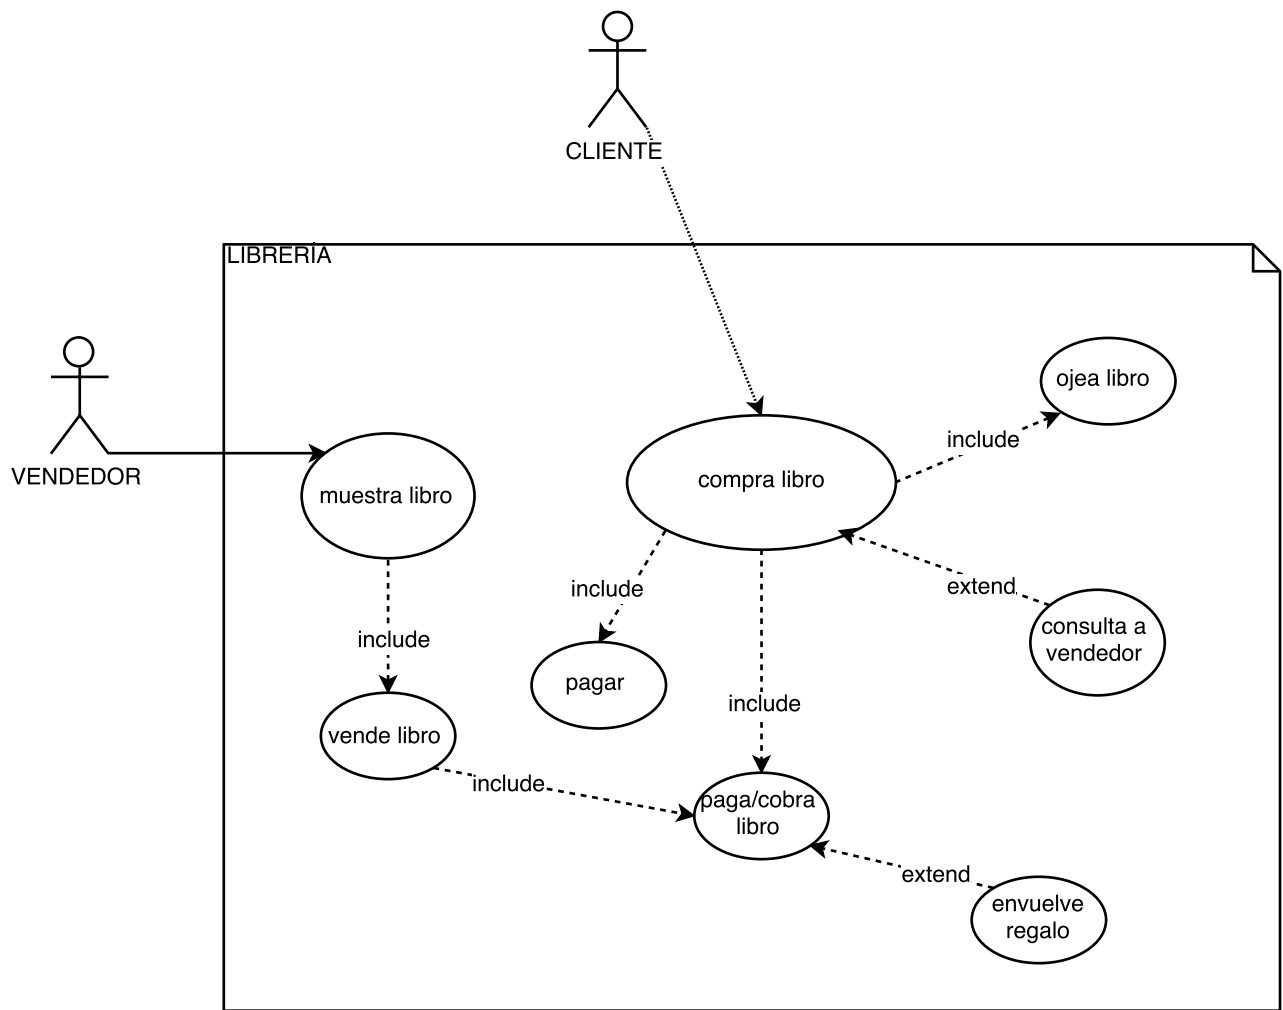 CLIENTE
LIBRERÍA
VENDEDOR
ojea libro
include
muestra libro
compra libro
include
extend
consulta a
vendedor
include
pagar
include
vende libro
include
paga/cobra
libro
extend
envuelve
regalo